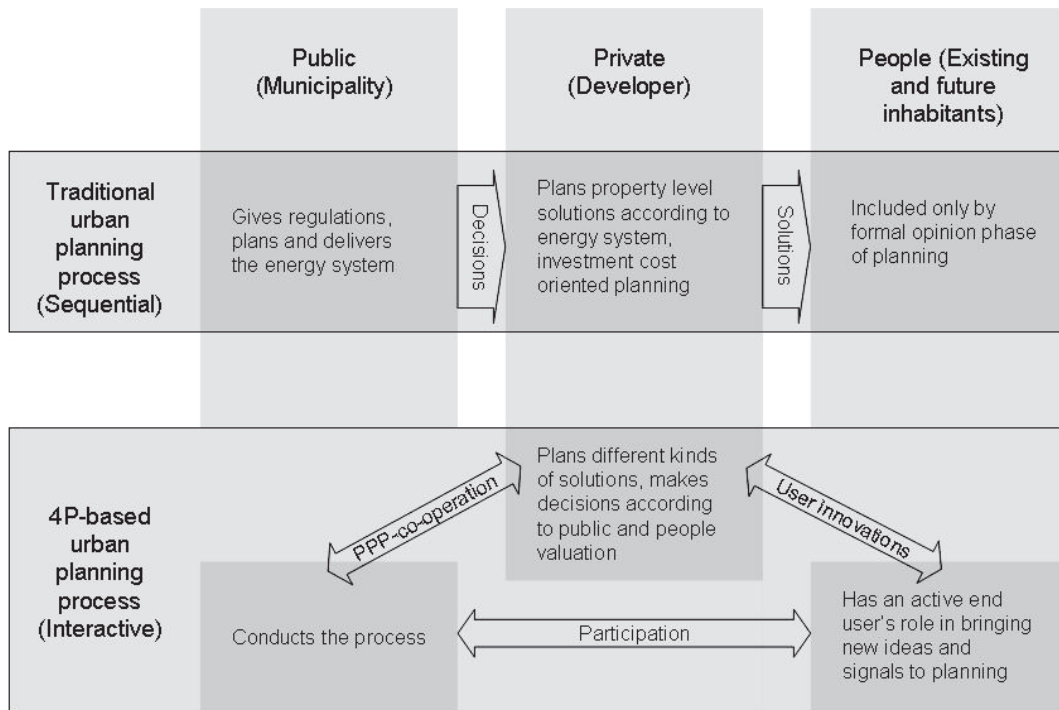 Public
(Municipality)
Private
(Developer)
People (Existing
and future
inhabitants)
Traditional
urban
planning
process
(Sequential)
Gives regulations,
plans and delivers
the energy system
Decisions
Plans property level
solutions according to
energy system,
investment cost
oriented planning
Solutions
Included only by
formal opinion phase
of planning
4P-based
urban
planning
process
(Interactive)
Conducts the process
PPP-co-operation
Plans different kinds
of solutions, makes
decisions according
to public and people
valuation
User innovations
Participation
Has an active end
user's role in bringing
new ideas and
signals to planning